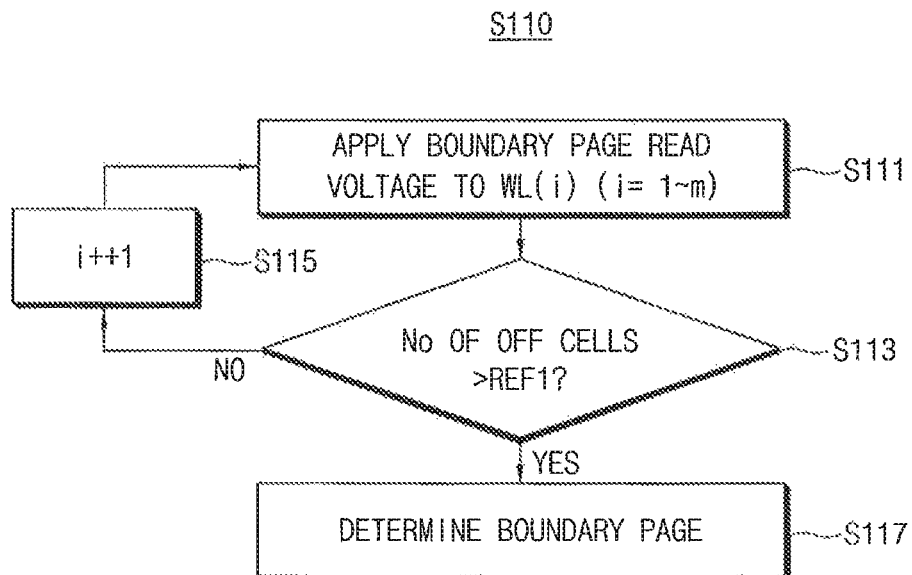 S110
APPLY BOUNDARY PAGE READ
VOLTAGE TO WL(i) (i= 1~m)
S111
i++1
S115
No OF OFF CELLS
>REF1?
S113
NO
YES
DETERMINE BOUNDARY PAGE
S117